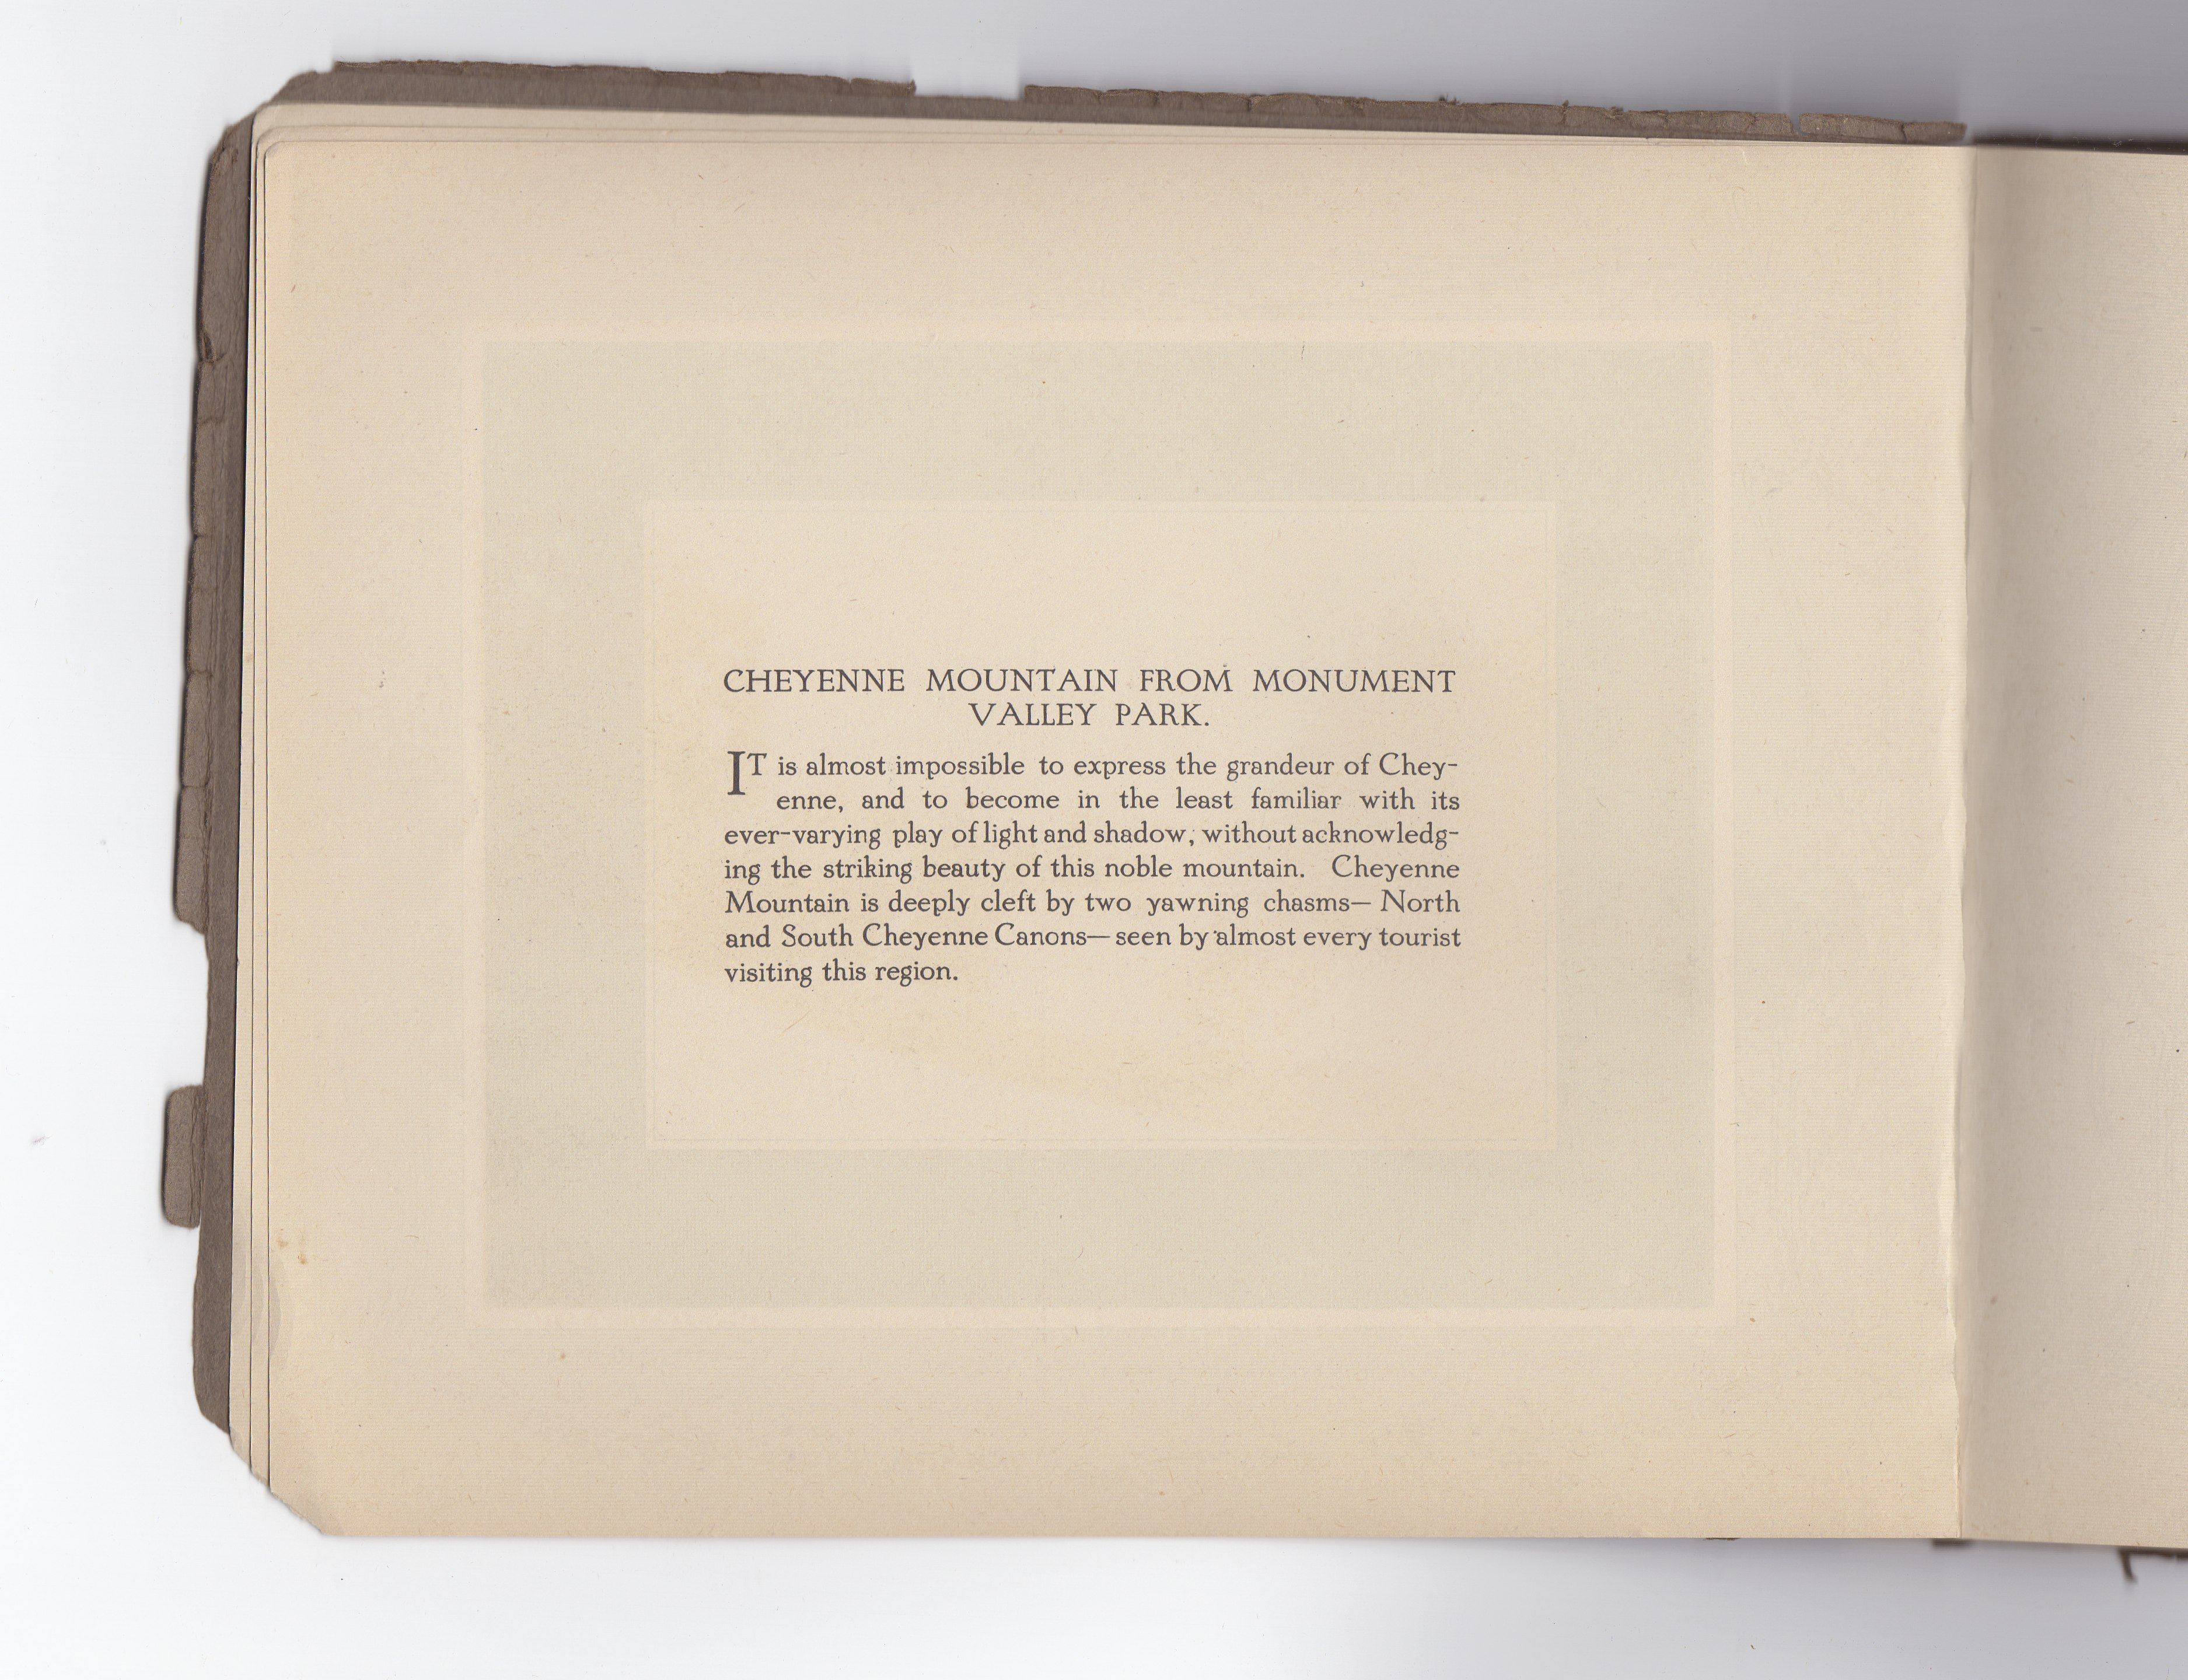 CHEYENNE MOUNTAIN FROM MONUMENT
VALLEY PARK.
IT is almost impossible to express the grandeur of Chey-
enne, and to become in the least familiar with its
ever-varying play of light and shadow, without acknowledg-
ing the striking beauty of this noble mountain. Cheyenne
Mountain is deeply cleft by two yawning chasms— North
and South Cheyenne Canons— seen by almost every tourist
visiting this region.